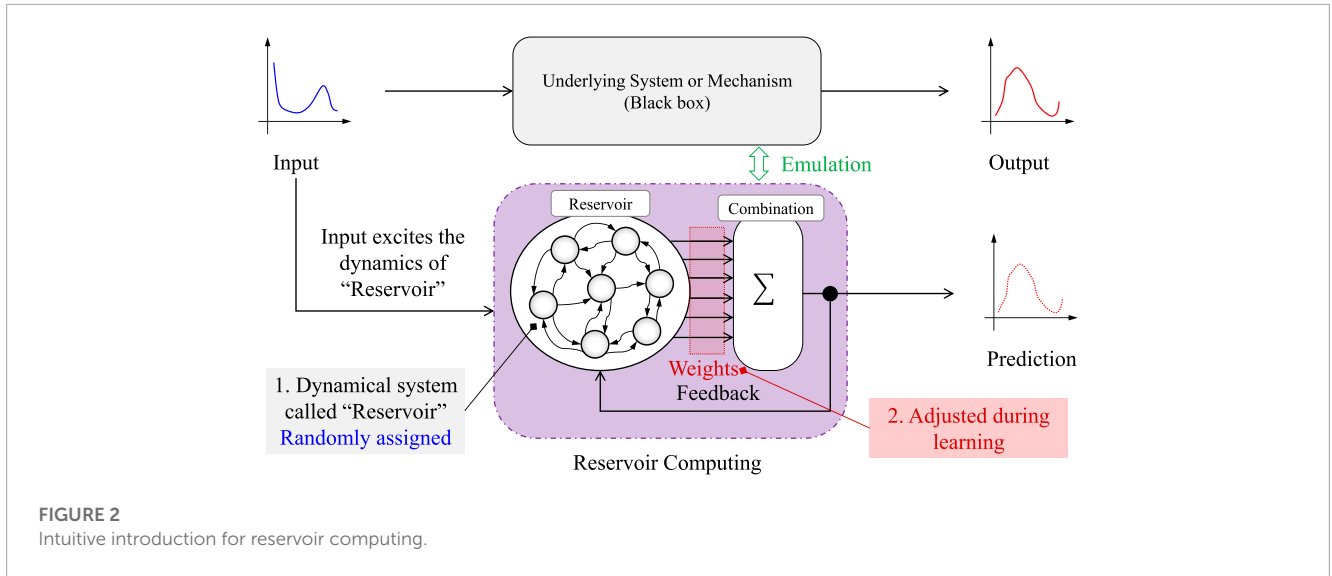 Underlying System or Mechanism
(Black box)
Input
Output
Emulation
Reservoir
Combination
Input excites the
dynamics of
“Reservoir”
∑
Prediction
Weights
Feedback
1. Dynamical system
called “Reservoir”
Randomly assigned
2. Adjusted during
learning
Reservoir Computing
FIGURE 2
Intuitive introduction for reservoir computing.